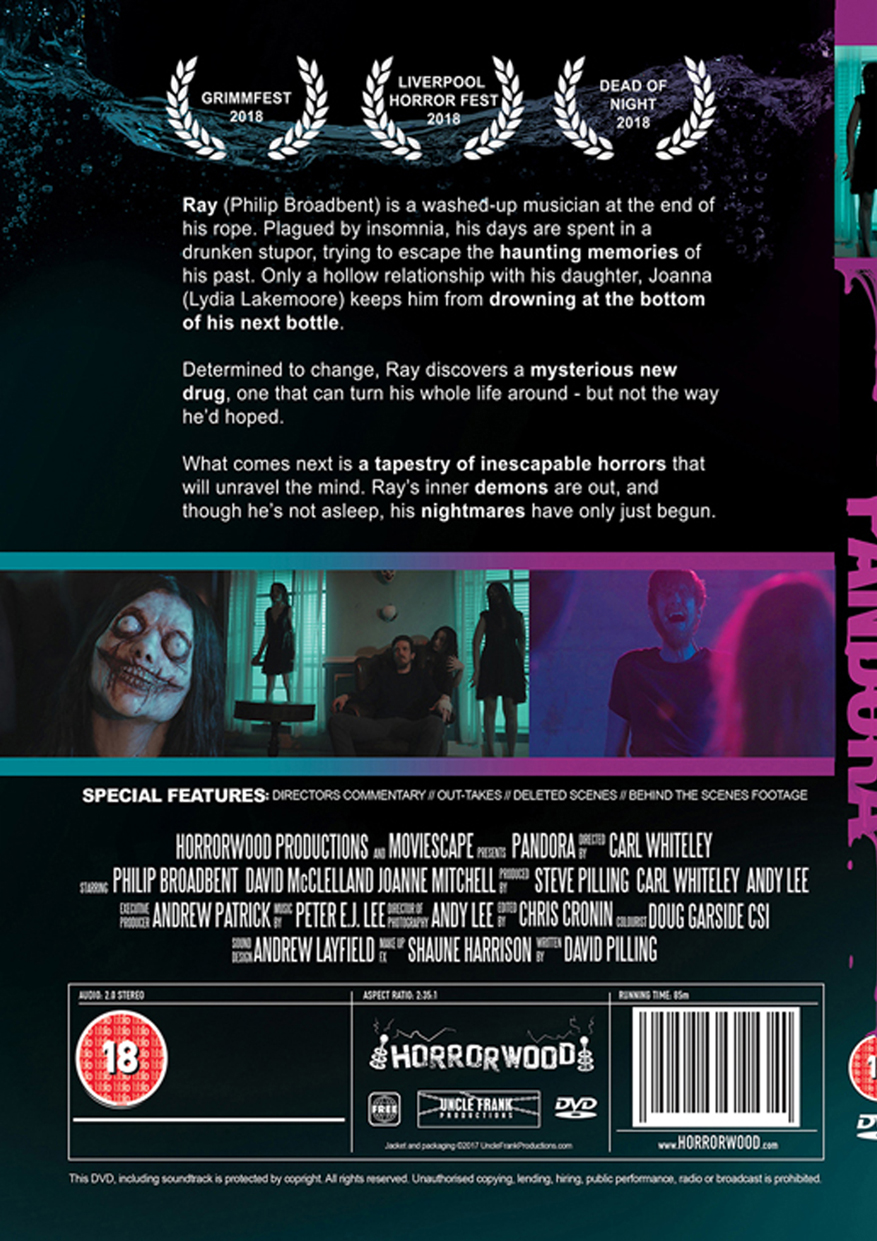 GRIMMFEST
2018
LIVERPOOL
HORROR FEST
2018
DEAD OF
NIGHT
2018
Ray (Philip Broadbent) is a washed-up musician at the end of
his rope. Plagued by insomnia, his days are spent in a
drunken stupor, trying to escape the haunting memories of
his past. Only a hollow relationship with his daughter, Joanna
(Lydia Lakemoore) keeps him from drowning at the bottom
of his next bottle.
Determined to change, Ray discovers a mysterious new
drug, one that can turn his whole life around - but not the way
he'd hoped.
What comes next is a tapestry of inescapable horrors that
will unravel the mind. Ray's inner demons are out, and
though he's not asleep, his nightmares have only just begun.
SPECIAL FEATURES: DIRECTORS COMMENTARY // OUT-TAKES // DELETED SCENES // BEHIND THE SCENES FOOTAGE
HORRORWOOD PRODUCTIONS AND MOVIESCAPE PRESENTS PANDORA DIRECTED BY CARL WHITELEY
STARRING PHILIP BROADBENT DAVID McCLELLAND JOANNE MITCHELL PRODUCED BY STEVE PILLING CARL WHITELEY ANDY LEE
EXECUTIVE PRODUCER ANDREW PATRICK MUSIC BY PETER E.J. LEE DIRECTOR OF PHOTOGRAPHY ANDY LEE EDITED BY CHRIS CRONIN COLOURIST DOUG GARSIDE CSI
SOUND DESIGN ANDREW LAYFIELD MAKE UP FX SHAUNE HARRISON WRITTEN BY DAVID PILLING
AUDIO: 2.0 STEREO
18
ASPECT RATIO: 2:35.1
HORRORWOOD
FREE
UNCLE FRANK
PRODUCTIONS
DVD
Jacket and packaging ©2017 UncleFrankProductions.com
RUNNING TIME: 85m
www.HORRORWOOD.com
This DVD, including soundtrack is protected by copright. All rights reserved. Unauthorised copying, lending, hiring, public performance, radio or broadcast is prohibited.
PANDORA